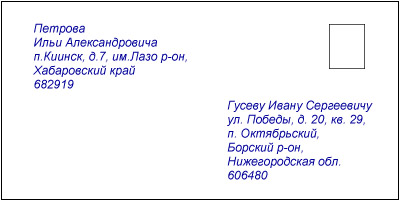 Петрова
Ильи Александровича
п.Киинск, д.7, им.Лазо р-он,
Хабаровский край
682919
Гусеву Ивану Сергеевичу
ул. Победы, д. 20, кв. 29,
п. Октябрьский,
Борский р-он,
Нижегородская обл.
606480